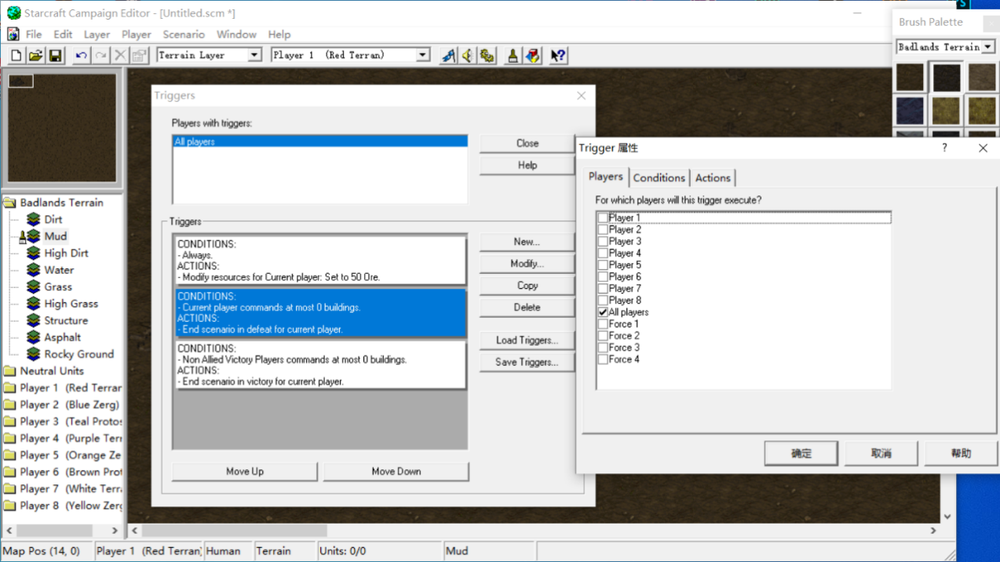 Starcraft Campaign Editor - [Untitled.scm *]
File Edit Layer Player Scenario Window Help
Terrain Layer
Player 1 (Red Terran)
Brush Palette
Badlands Terrain
Badlands Terrain
Dirt
Mud
High Dirt
Water
Grass
High Grass
Structure
Asphalt
Rocky Ground
Neutral Units
Player 1 (Red Terran
Player 2 (Blue Zerg)
Player 3 (Teal Protos
Player 4 (Purple Terr
Player 5 (Orange Ze
Player 6 (Brown Prot
Player 7 (White Terra
Player 8 (Yellow Zerg
Triggers
Players with triggers:
All players
Close
Help
Triggers
CONDITIONS:
- Always.
ACTIONS:
- Modify resources for Current player: Set to 50 Ore.
CONDITIONS:
- Current player commands at most 0 buildings.
ACTIONS:
- End scenario in defeat for current player.
CONDITIONS:
- Non Allied Victory Players commands at most 0 buildings.
ACTIONS:
- End scenario in victory for current player.
New...
Modify...
Copy
Delete
Load Triggers...
Save Triggers...
Move Up
Move Down
Trigger 属性
Players Conditions Actions
For which players will this trigger execute?
Player 1
Player 2
Player 3
Player 4
Player 5
Player 6
Player 7
Player 8
All players
Force 1
Force 2
Force 3
Force 4
确定
取消
帮助
Map Pos (14, 0)
Player 1 (Red Terran)
Human
Terrain
Units: 0/0
Mud